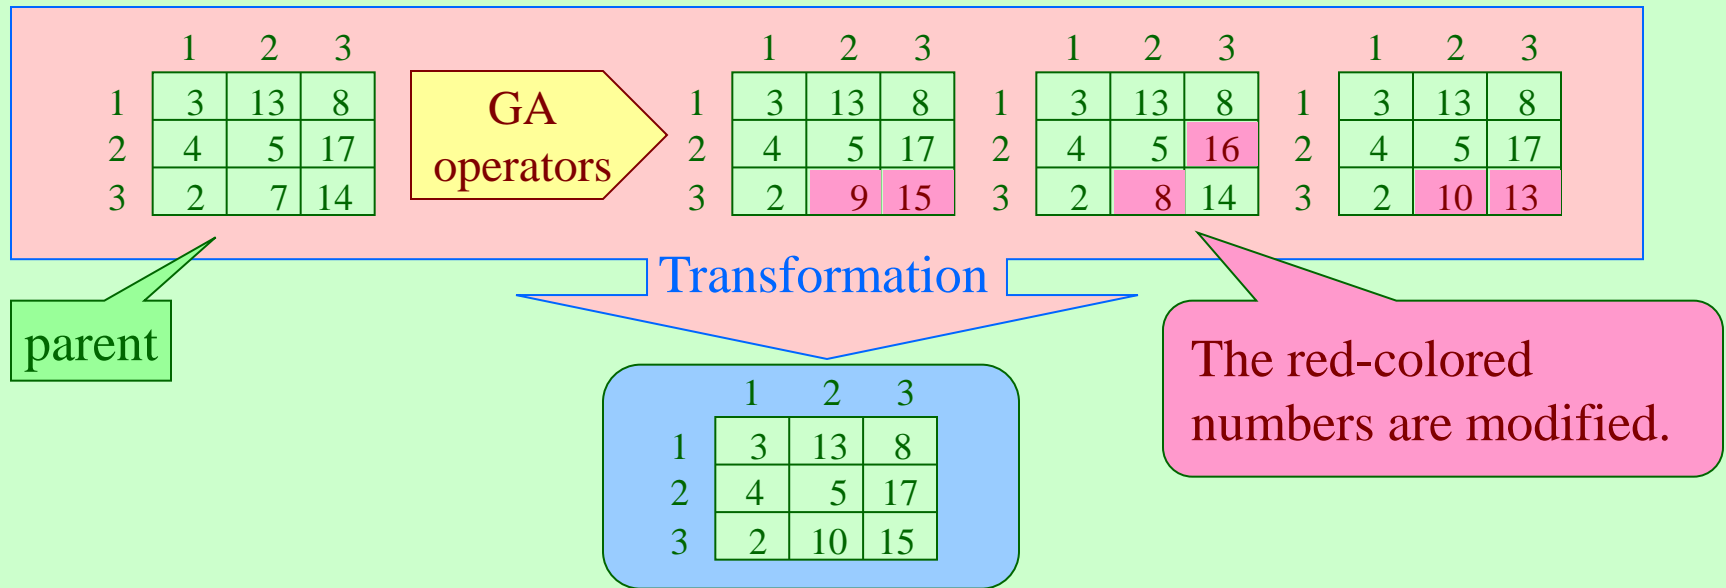 1 2 3 1 2 3 1 2 3 1 2 3
1 3 13 8 GA 1 3 13 8 1 3 13 8 1 3 13 8
2 4 5 17 operators 2 4 5 17 2 4 5 16 2 4 5 17
3 2 7 14 3 2 9 15 3 2 8 14 3 2 10 13
Transformation
parent
The red-colored
numbers are modified.
1 2 3
1 3 13 8
2 4 5 17
3 2 10 15